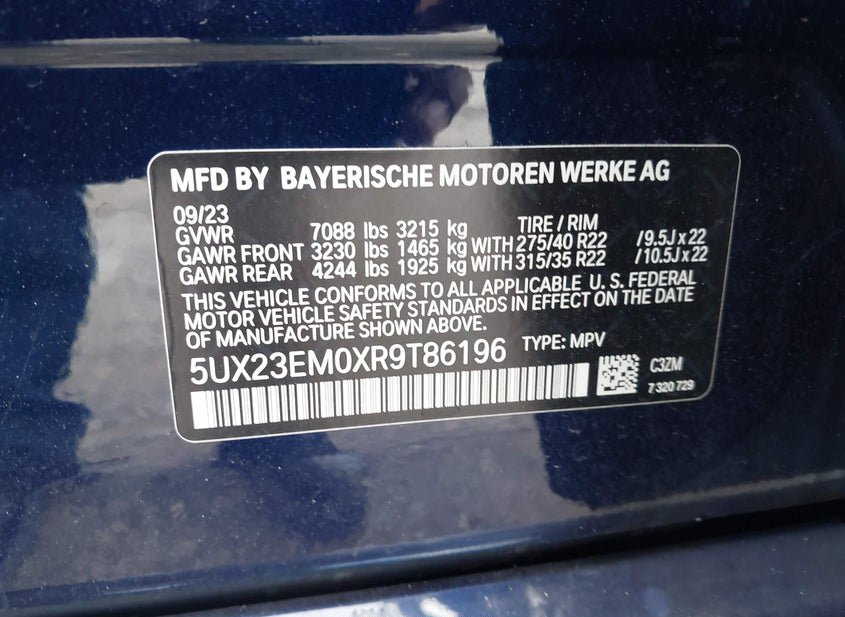 MFD BY BAYERISCHE MOTOREN WERKE AG
09/23 TIRE / RIM
GVWR 7088 lbs 3215 kg
GAWR FRONT 3230 lbs 1465 kg WITH 275/40 R22 / 9.5J x 22
GAWR REAR 4244 lbs 1925 kg WITH 315/35 R22 / 10.5J x 22
THIS VEHICLE CONFORMS TO ALL APPLICABLE U. S. FEDERAL
MOTOR VEHICLE SAFETY STANDARDS IN EFFECT ON THE DATE
OF MANUFACTURE SHOWN ABOVE.
5UX23EM0XR9T86196 TYPE: MPV
C3ZM
7 320 729